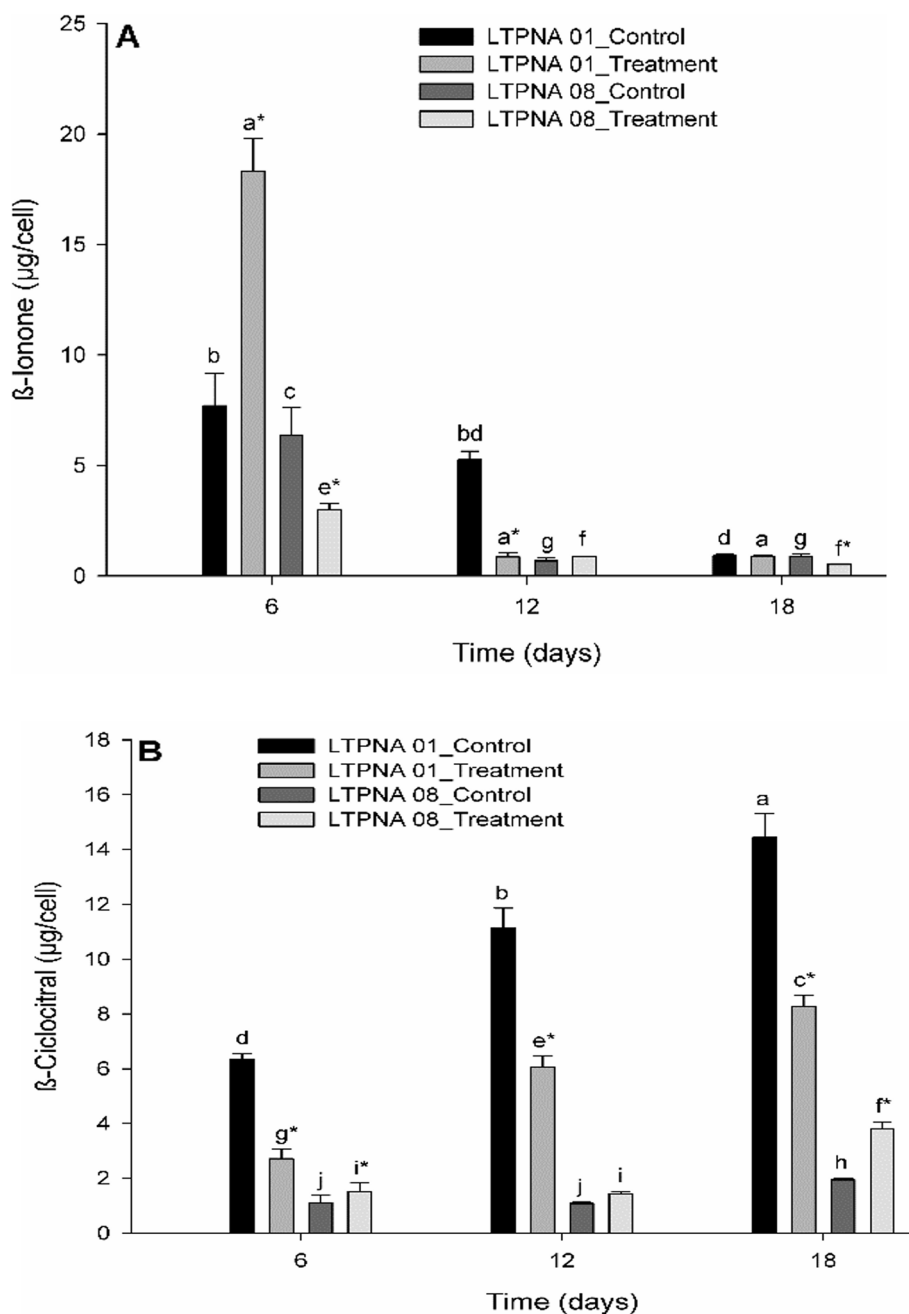 A
LTPNA 01_Control
LTPNA 01_Treatment
LTPNA 08_Control
LTPNA 08_Treatment
25
20
15
10
5
0
ß-Ionone (µg/cell)
b
a*
c
e*
bd
a*
g
f
d
a
g
f*
6
12
18
Time (days)
B
LTPNA 01_Control
LTPNA 01_Treatment
LTPNA 08_Control
LTPNA 08_Treatment
18
16
14
12
10
8
6
4
2
0
ß-Ciclocitral (µg/cell)
d
g*
j
i*
b
e*
j
i
a
c*
h
f*
6
12
18
Time (days)